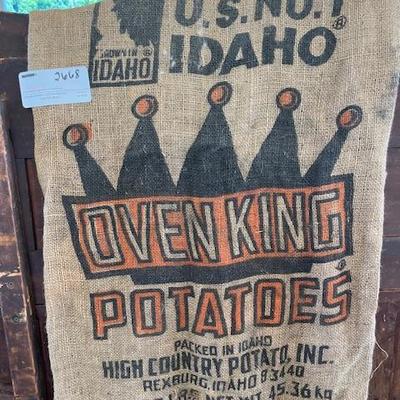 U.S. NO. 1
IDAHO®
GROWN IN ®
IDAHO
2668
OVEN KING
®
POTATOES
PACKED IN IDAHO
HIGH COUNTRY POTATO, INC.
REXBURG, IDAHO 83440
LBS. NET WT. 45.36 kg